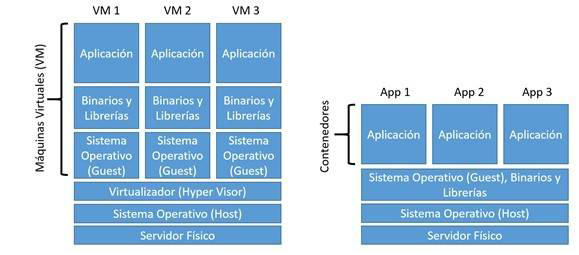 VM 1
VM 2
VM 3
Máquinas Virtuales (VM)
Aplicación
Aplicación
Aplicación
Binarios y
Librerías
Binarios y
Librerías
Binarios y
Librerías
Sistema
Operativo
(Guest)
Sistema
Operativo
(Guest)
Sistema
Operativo
(Guest)
Virtualizador (Hyper Visor)
Sistema Operativo (Host)
Servidor Físico
App 1
App 2
App 3
Contenedores
Aplicación
Aplicación
Aplicación
Sistema Operativo (Guest), Binarios y
Librerías
Sistema Operativo (Host)
Servidor Físico